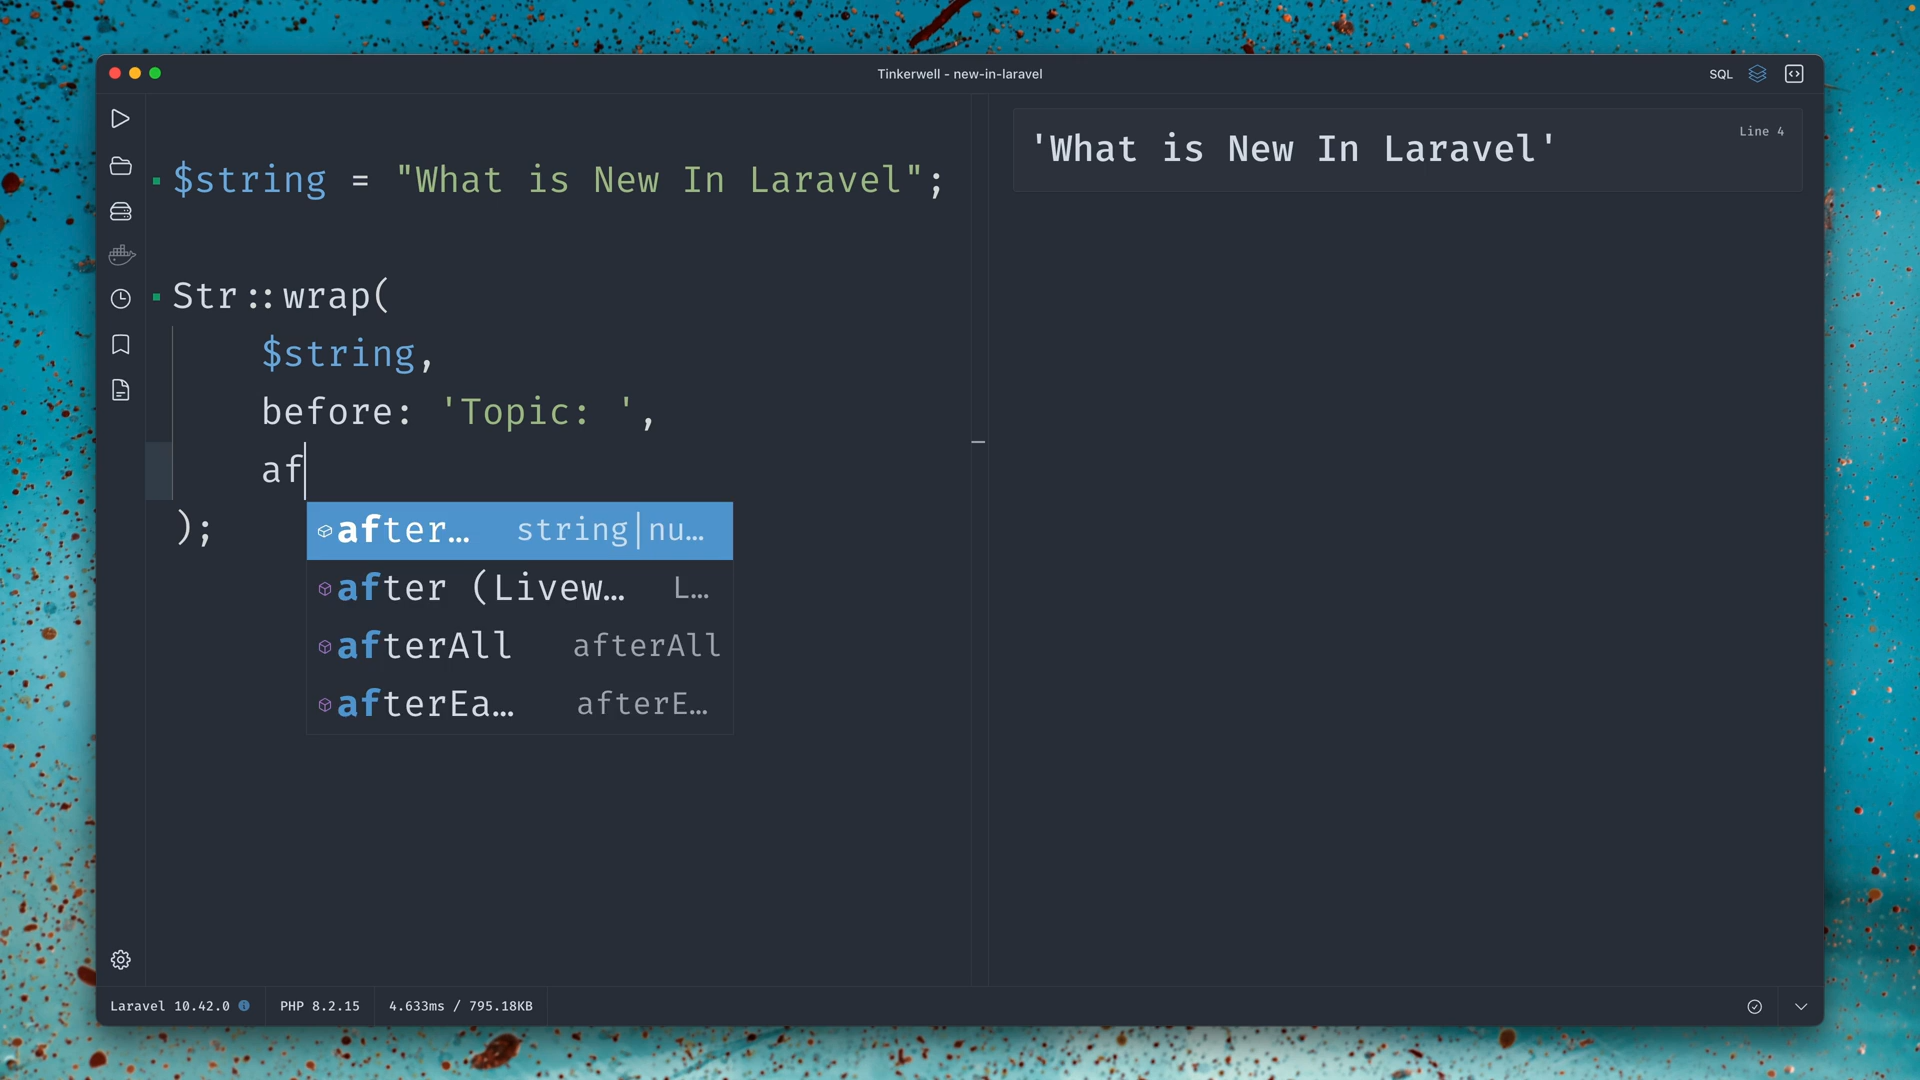 Tinkerwell - new-in-laravel
SQL
$string = "What is New In Laravel";
Str::wrap(
$string,
before: 'Topic: ',
af
);
after… string|nu…
after (Livew… L…
afterAll afterAll
afterEa… afterE…
'What is New In Laravel'
Line 4
Laravel 10.42.0
PHP 8.2.15
4.633ms / 795.18KB